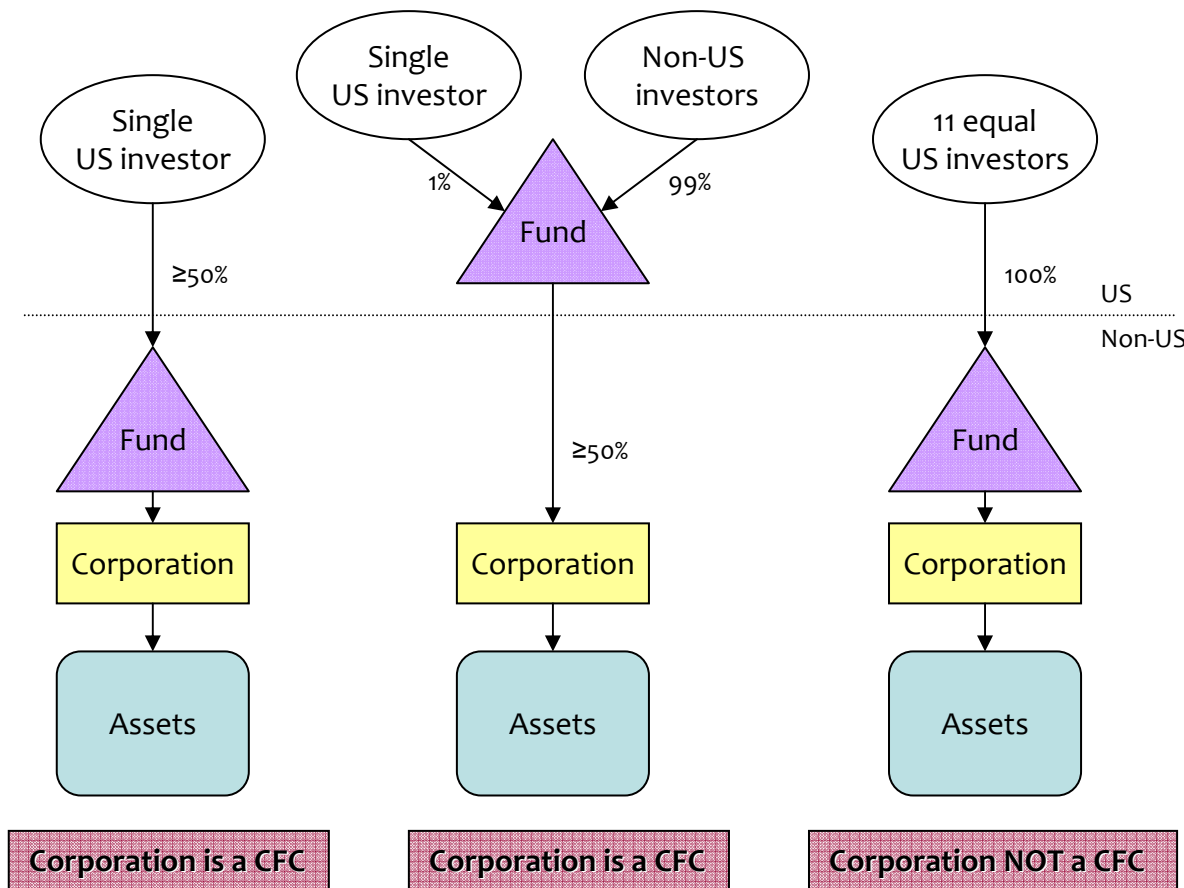 Single
US investor
Non-US
investors
Single
US investor
11 equal
US investors
1%
99%
Fund
≥50%
100%
US
Non-US
Fund
≥50%
Fund
Corporation
Corporation
Corporation
Assets
Assets
Assets
Corporation is a CFC
Corporation is a CFC
Corporation NOT a CFC